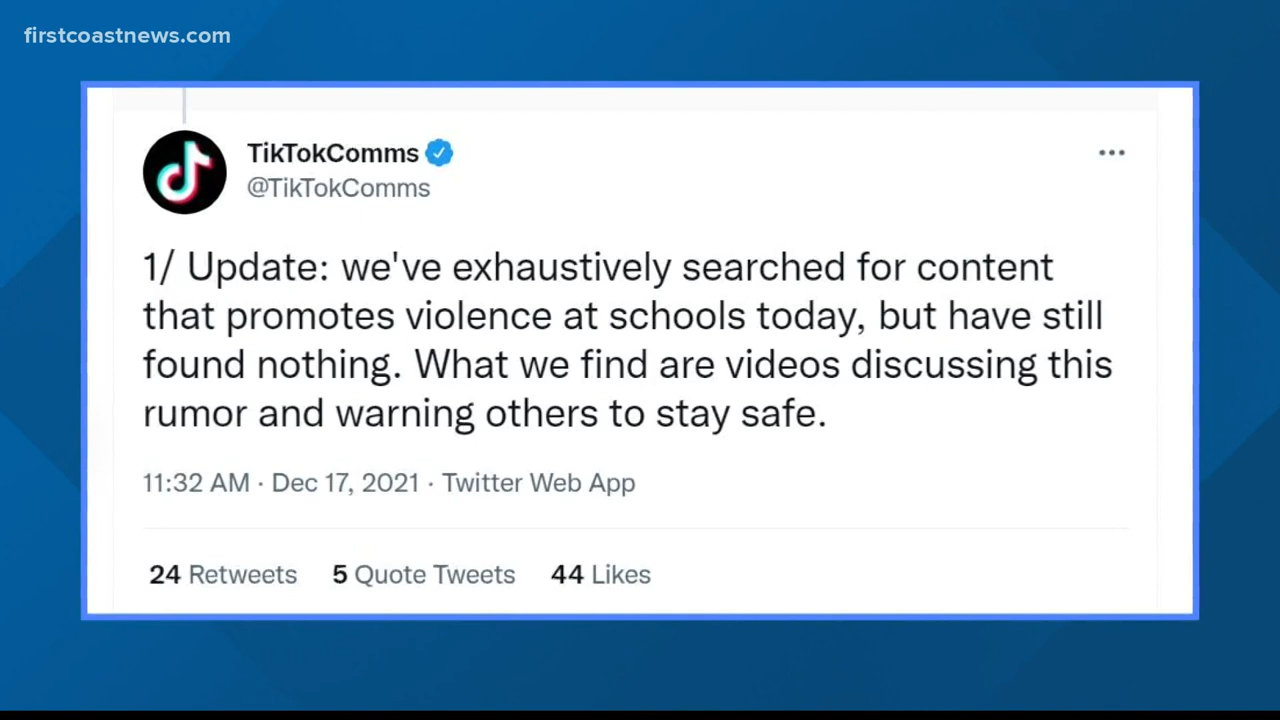 firstcoastnews.com
TikTokComms
@TikTokComms
1/ Update: we've exhaustively searched for content
that promotes violence at schools today, but have still
found nothing. What we find are videos discussing this
rumor and warning others to stay safe.
11:32 AM · Dec 17, 2021 · Twitter Web App
24 Retweets 5 Quote Tweets 44 Likes